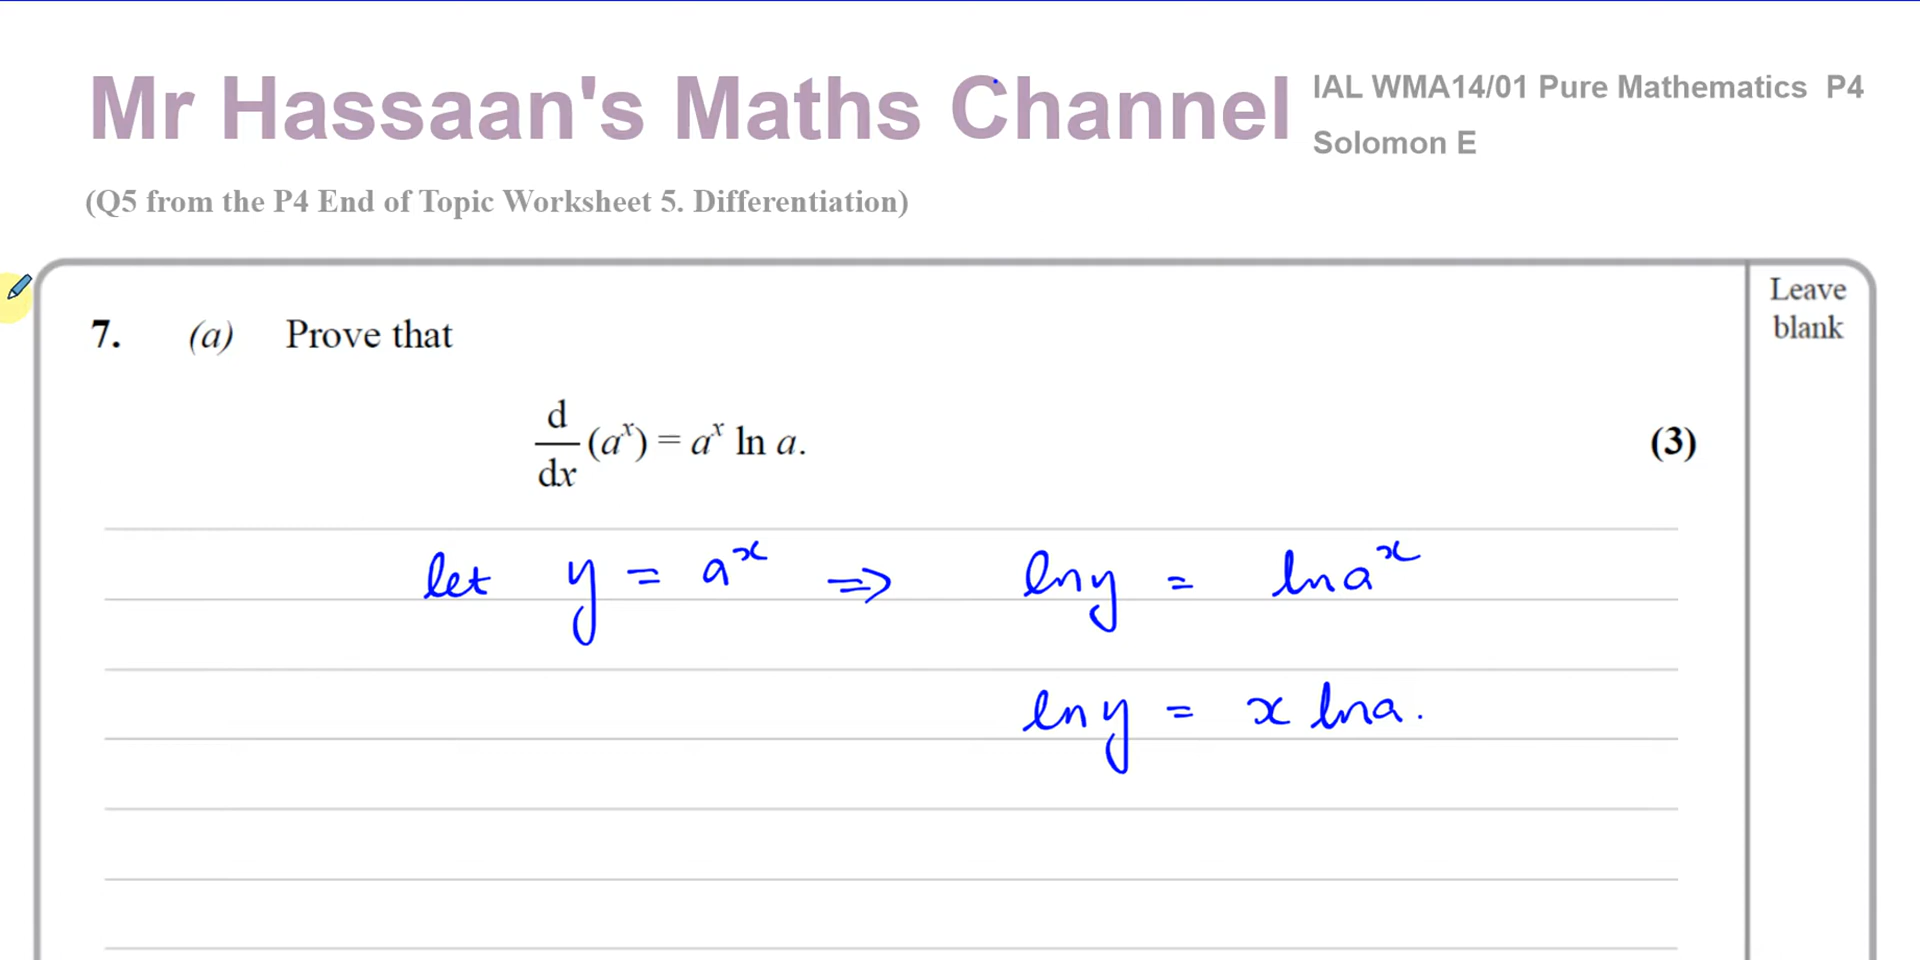 Mr Hassaan's Maths Channel
IAL WMA14/01 Pure Mathematics P4
Solomon E
(Q5 from the P4 End of Topic Worksheet 5. Differentiation)
Leave
blank
7. (a) Prove that
d/dx (a^x) = a^x ln a.
(3)
let y = a^x ⇒ ln y = ln a^x
ln y = x ln a.